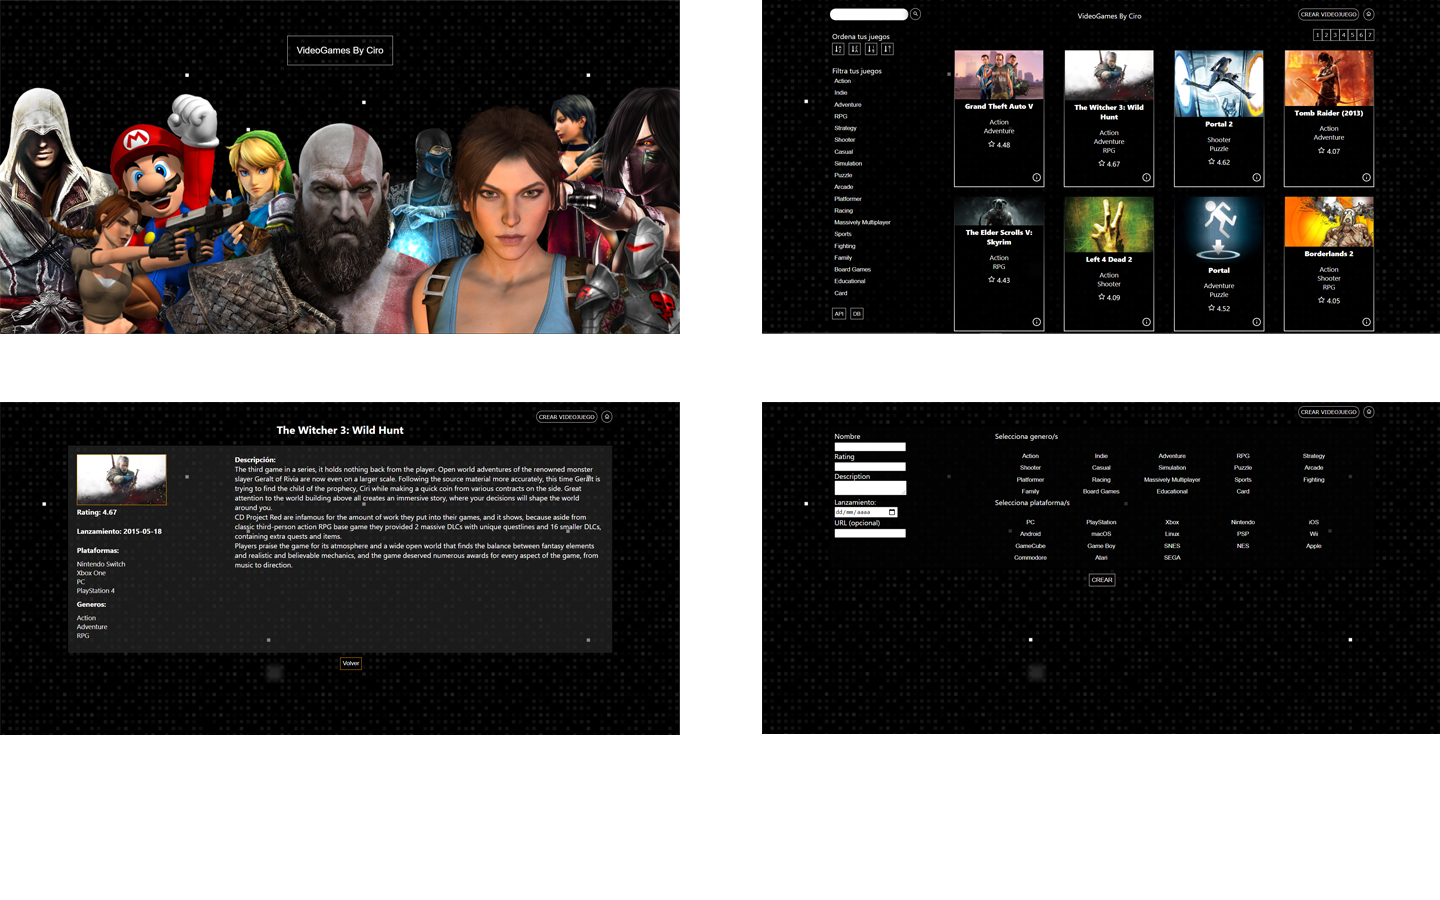 VideoGames By Ciro
VideoGames By Ciro
CREAR VIDEOJUEGO
1 2 3 4 5 6 7
Ordena tus juegos
Filtra tus juegos
Action
Indie
Adventure
RPG
Strategy
Shooter
Casual
Simulation
Puzzle
Arcade
Platformer
Racing
Massively Multiplayer
Sports
Fighting
Family
Board Games
Educational
Card
API DB
Grand Theft Auto V
Action
Adventure
4.48
The Witcher 3: Wild
Hunt
Action
Adventure
RPG
4.67
Portal 2
Shooter
Puzzle
4.62
Tomb Raider (2013)
Action
Adventure
4.07
The Elder Scrolls V:
Skyrim
Action
RPG
4.43
Left 4 Dead 2
Action
Shooter
4.09
Portal
Adventure
Puzzle
4.52
Borderlands 2
Action
Shooter
RPG
4.05
CREAR VIDEOJUEGO
The Witcher 3: Wild Hunt
Rating: 4.67
Lanzamiento: 2015-05-18
Plataformas:
Nintendo Switch
Xbox One
PC
PlayStation 4
Generos:
Action
Adventure
RPG
Descripción:
The third game in a series, it holds nothing back from the player. Open world adventures of the renowned monster
slayer Geralt of Rivia are now even on a larger scale. Following the source material more accurately, this time Geralt is
trying to find the child of the prophecy, Ciri while making a quick coin from various contracts on the side. Great
attention to the world building above all creates an immersive story, where your decisions will shape the world
around you.
CD Project Red are infamous for the amount of work they put into their games, and it shows, because aside from
classic third-person action RPG base game they provided 2 massive DLCs with unique questlines and 16 smaller DLCs,
containing extra quests and items.
Players praise the game for its atmosphere and a wide open world that finds the balance between fantasy elements
and realistic and believable mechanics, and the game deserved numerous awards for every aspect of the game, from
music to direction.
Volver
CREAR VIDEOJUEGO
Nombre
Rating
Description
Lanzamiento:
dd/mm/aaaa
URL (opcional)
Selecciona genero/s
Action Indie Adventure RPG Strategy
Shooter Casual Simulation Puzzle Arcade
Platformer Racing Massively Multiplayer Sports Fighting
Family Board Games Educational Card
Selecciona plataforma/s
PC PlayStation Xbox Nintendo iOS
Android macOS Linux PSP Wii
GameCube Game Boy SNES NES Apple
Commodore Atari SEGA
CREAR